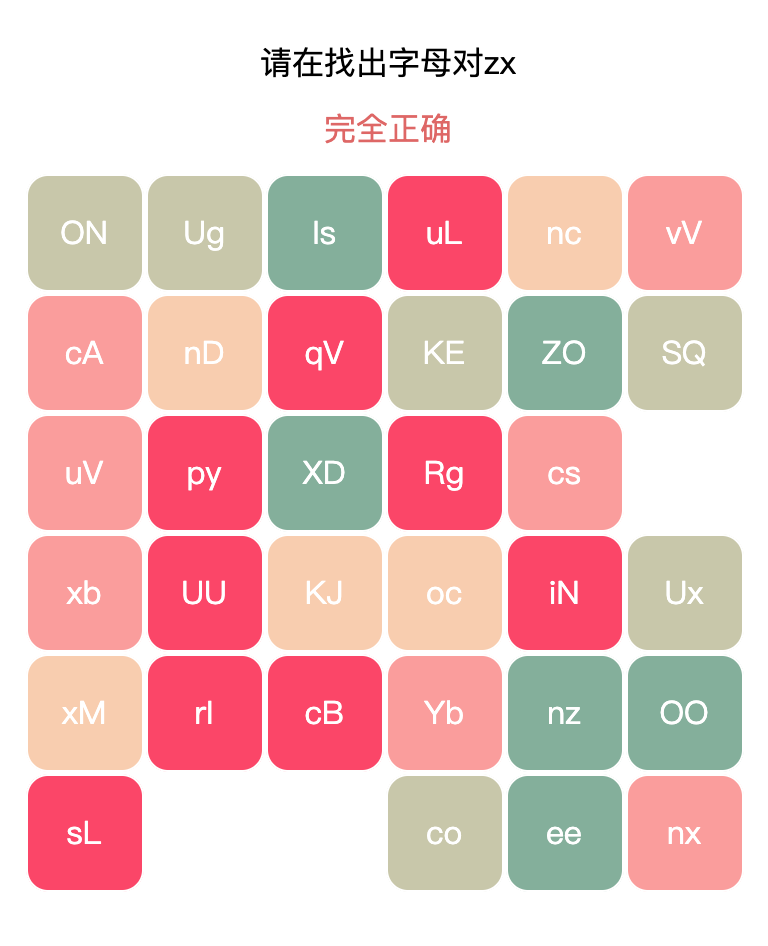 请在找出字母对zx
完全正确
ON Ug Is uL nc vV
cA nD qV KE ZO SQ
uV py XD Rg cs
xb UU KJ oc iN Ux
xM rI cB Yb nz OO
sL co ee nx